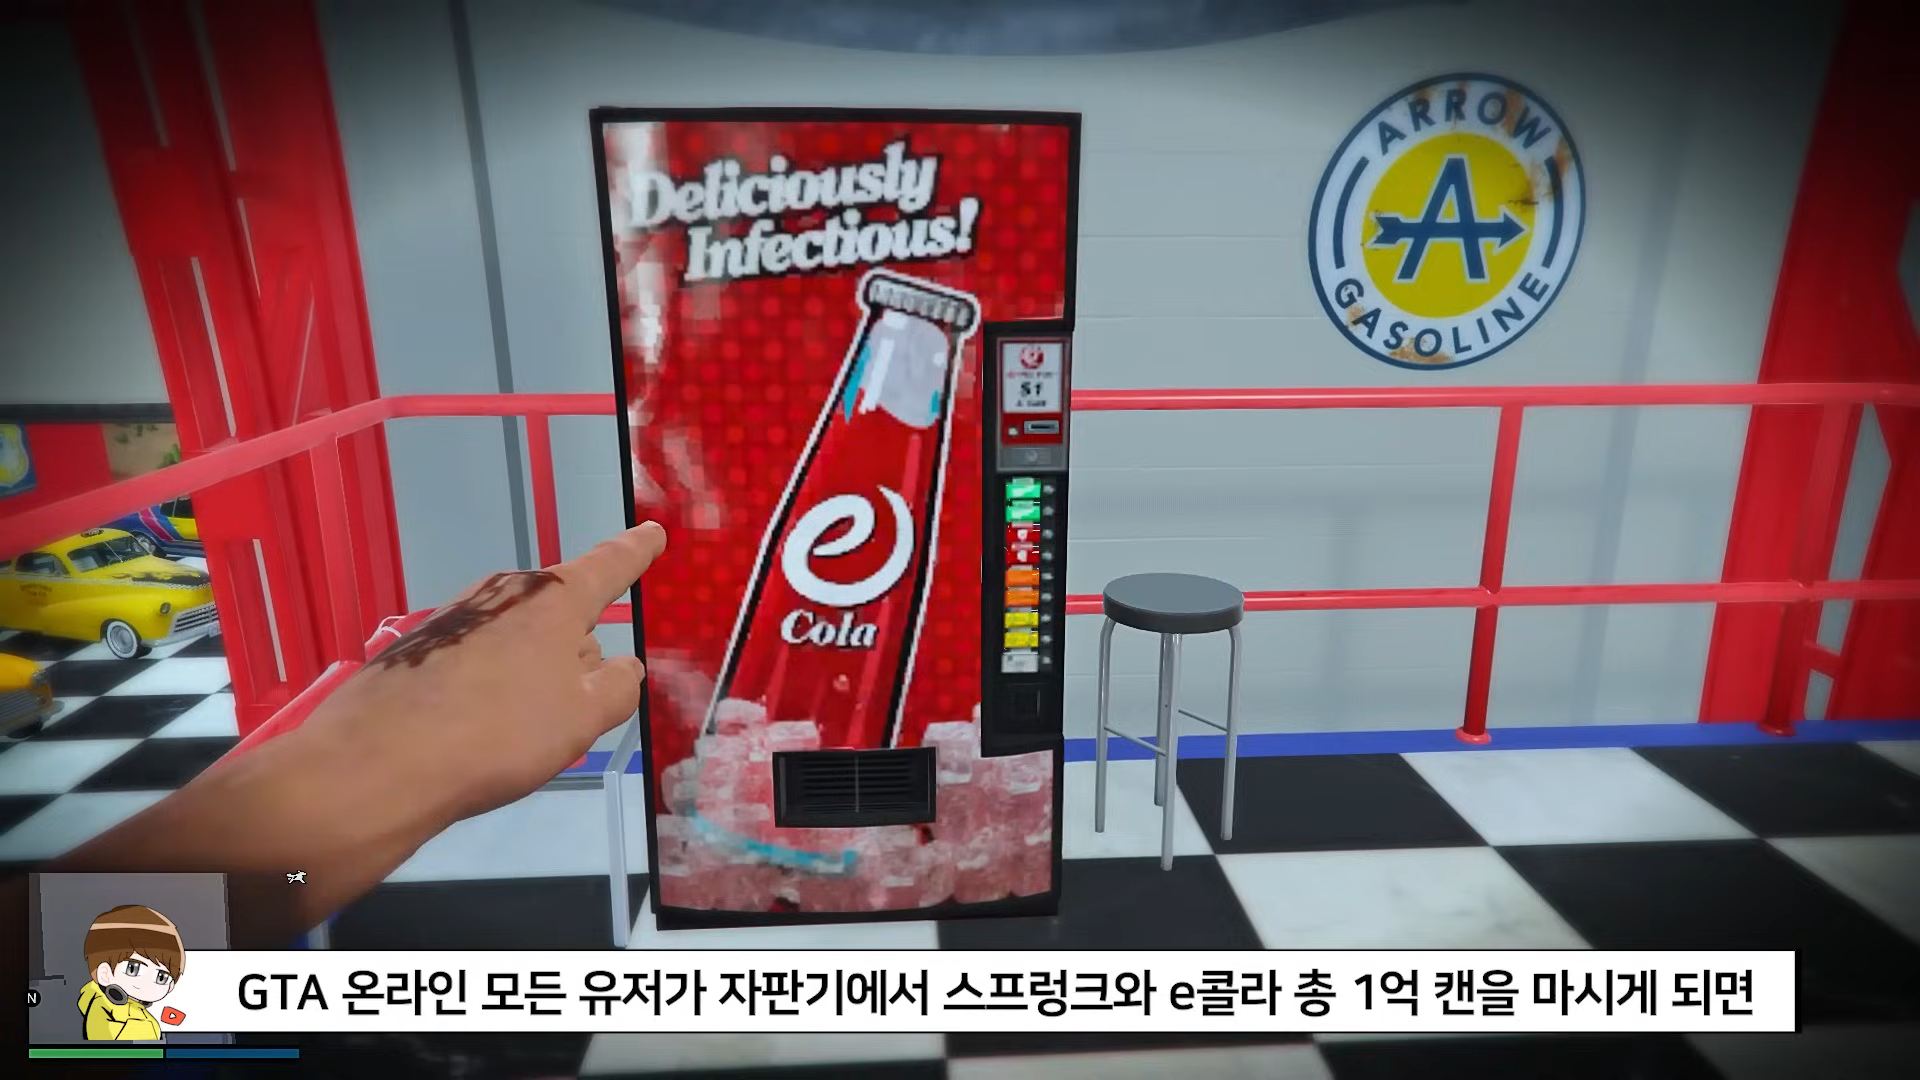 Deliciously
Infectious!
ARROW
A
GASOLINE
$1
e
Cola
N
GTA 온라인 모든 유저가 자판기에서 스프렁크와 e콜라 총 1억 캔을 마시게 되면